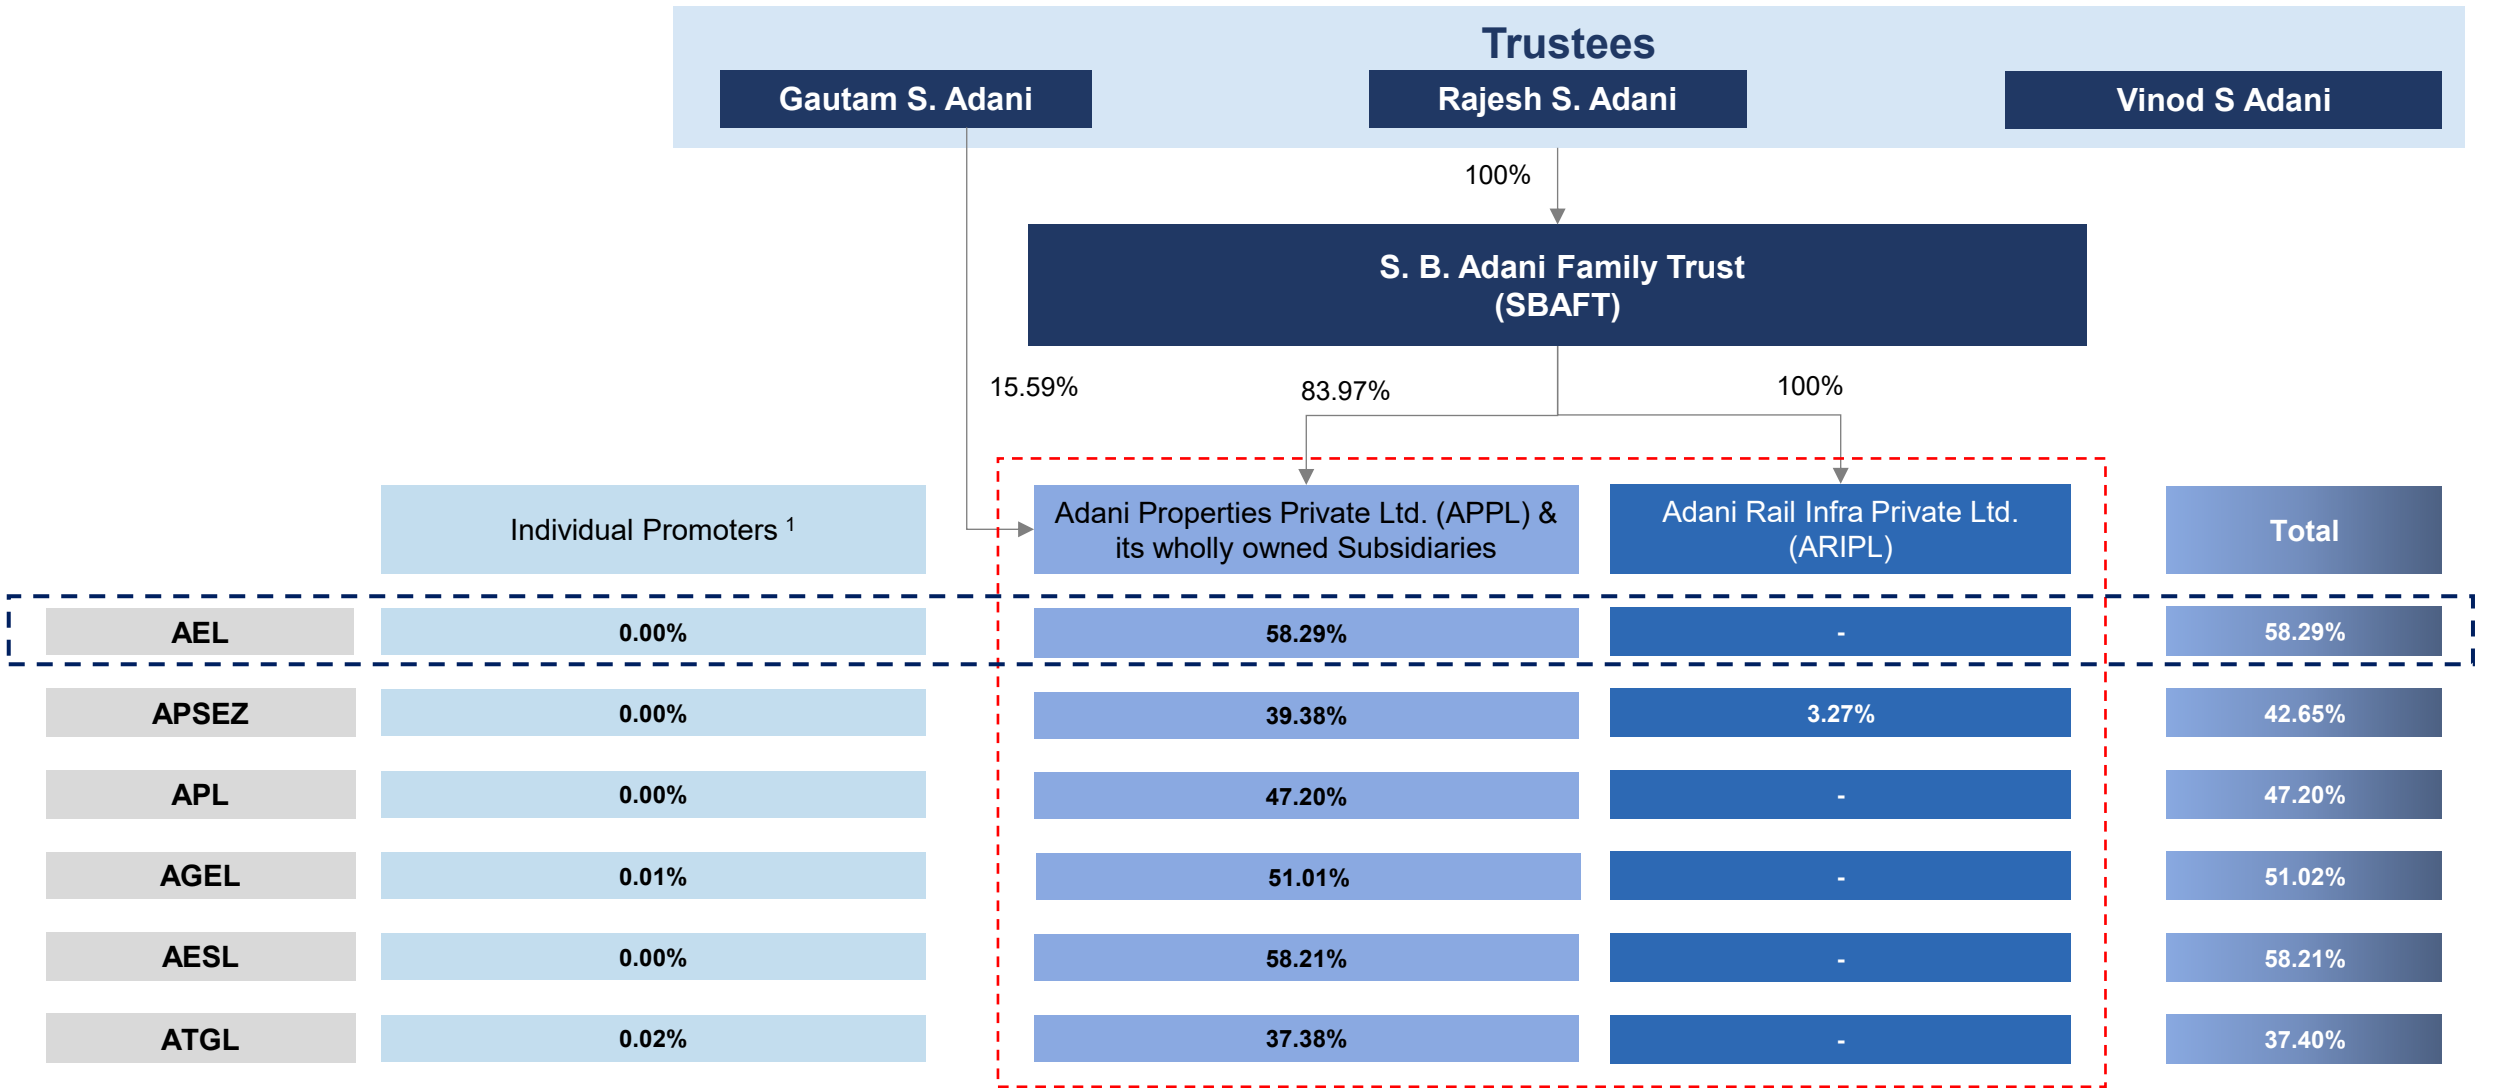 Trustees
Gautam S. Adani
Rajesh S. Adani
Vinod S Adani
100%
S. B. Adani Family Trust
(SBAFT)
15.59%
83.97%
100%
Individual Promoters 1
Adani Properties Private Ltd. (APPL) &
its wholly owned Subsidiaries
Adani Rail Infra Private Ltd.
(ARIPL)
Total
AEL
0.00%
58.29%
-
58.29%
APSEZ
0.00%
39.38%
3.27%
42.65%
APL
0.00%
47.20%
-
47.20%
AGEL
0.01%
51.01%
-
51.02%
AESL
0.00%
58.21%
-
58.21%
ATGL
0.02%
37.38%
-
37.40%